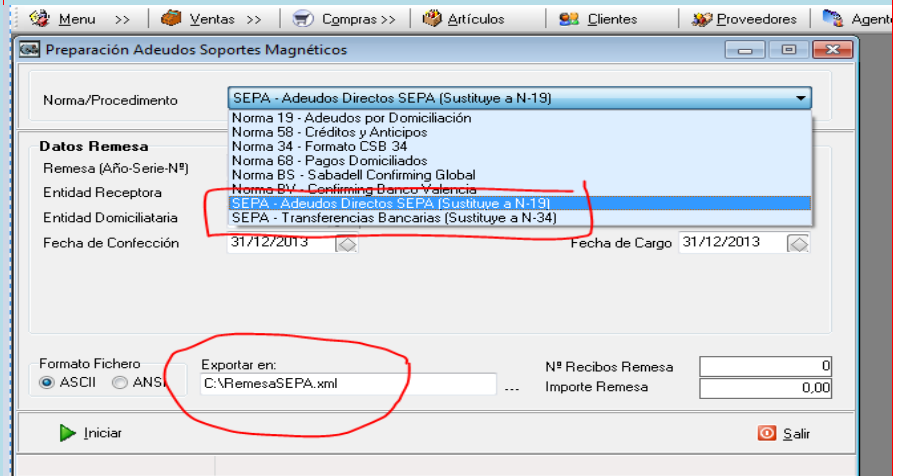 Menu >> Ventas >> Compras >> Artículos Clientes Proveedores Agent
Preparación Adeudos Soportes Magnéticos
Norma/Procedimento SEPA - Adeudos Directos SEPA (Sustituye a N-19)
Norma 19 - Adeudos por Domiciliación
Norma 58 - Créditos y Anticipos
Norma 34 - Formato CSB 34
Norma 68 - Pagos Domiciliados
Norma BS - Sabadell Confirming Global
Norma BV - Confirming Banco Valencia
SEPA - Adeudos Directos SEPA (Sustituye a N-19)
SEPA - Transferencias Bancarias (Sustituye a N-34)
Datos Remesa
Remesa (Año-Serie-Nº)
Entidad Receptora
Entidad Domiciliataria
Fecha de Confección 31/12/2013 Fecha de Cargo 31/12/2013
Formato Fichero Exportar en: Nº Recibos Remesa 0
ASCII ANSI C:\RemesaSEPA.xml ... Importe Remesa 0,00
Iniciar Salir